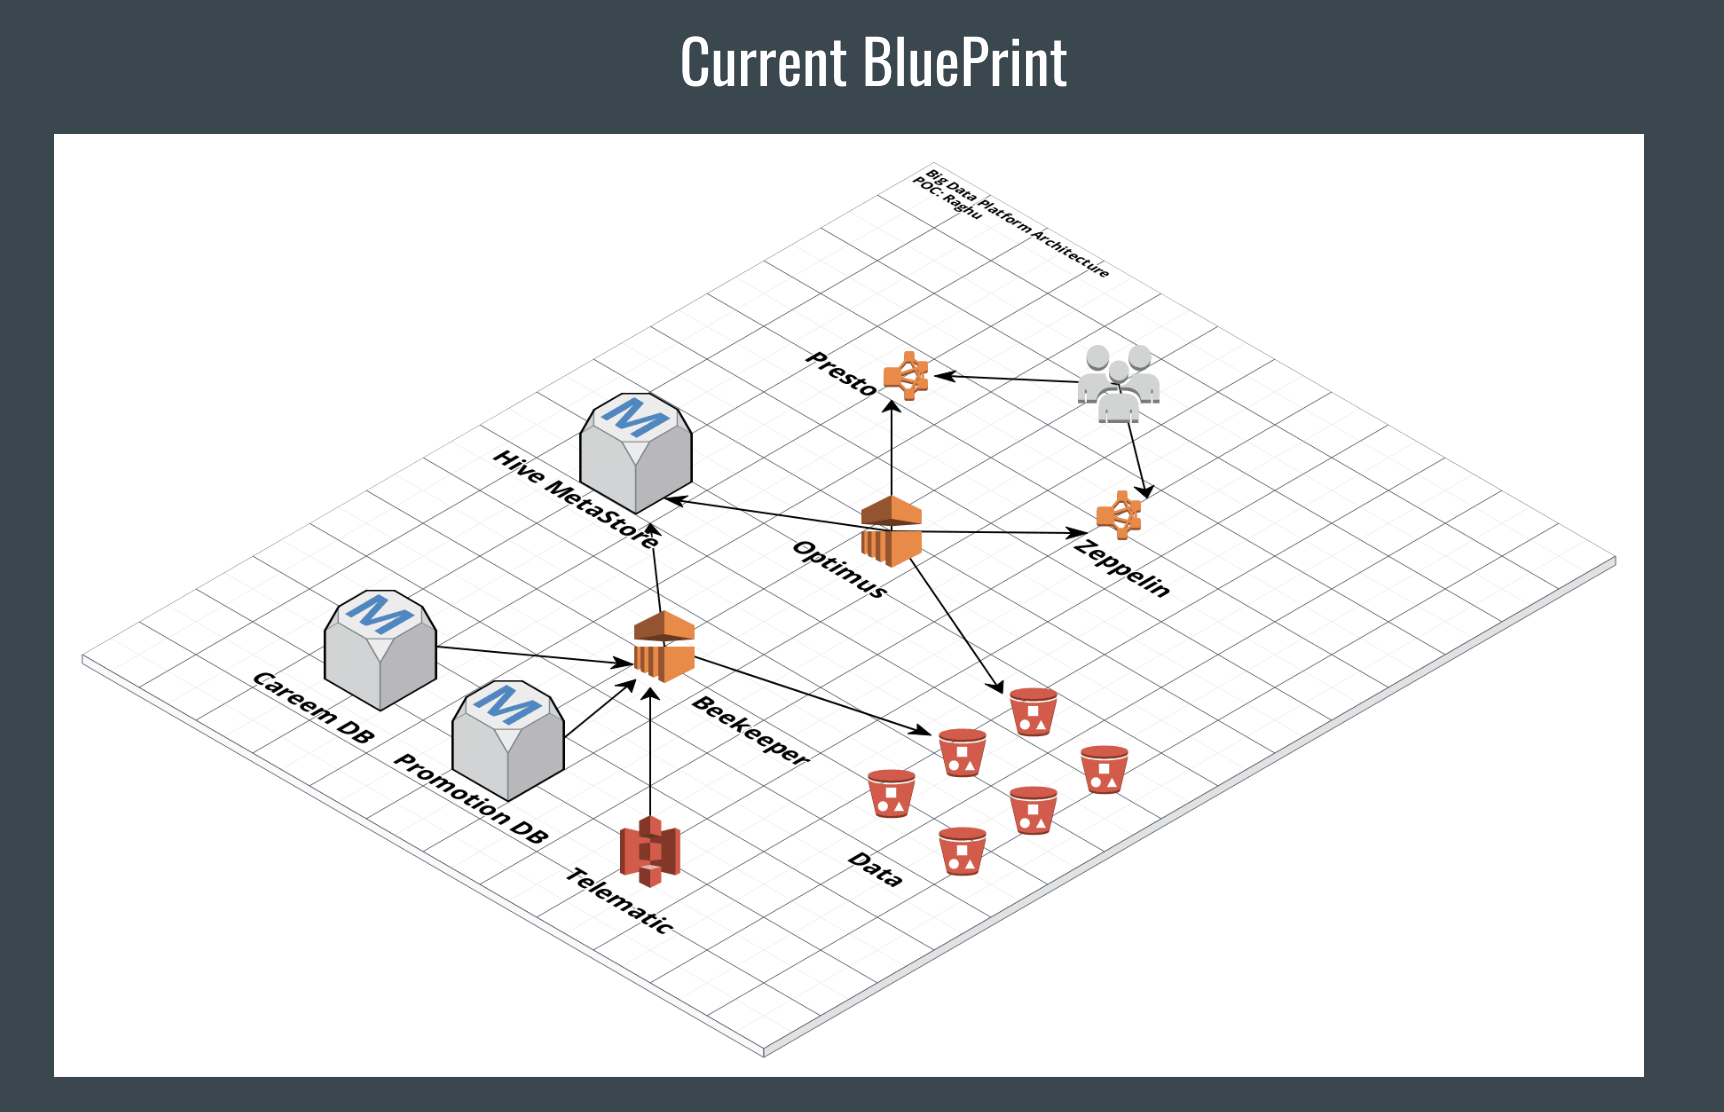 Current BluePrint
Big Data Platform Architecture
POC: Raghu
Presto
M
Hive MetaStore
Optimus
Zeppelin
M
Careem DB
M
Promotion DB
Beekeeper
Telematic
Data